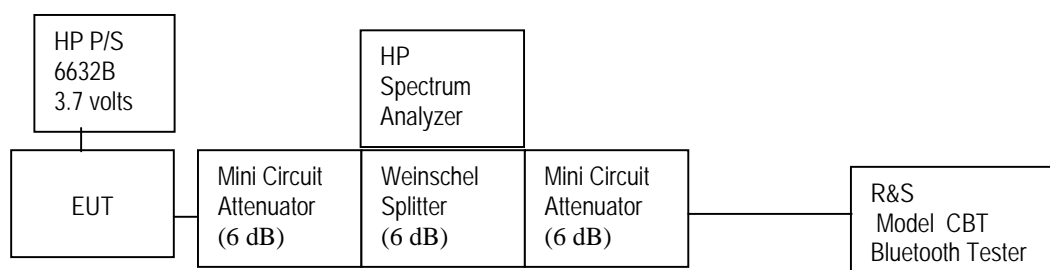 HP P/S
6632B
3.7 volts
HP
Spectrum
Analyzer
EUT
Mini Circuit
Attenuator
(6 dB)
Weinschel
Splitter
(6 dB)
Mini Circuit
Attenuator
(6 dB)
R&S
Model CBT
Bluetooth Tester